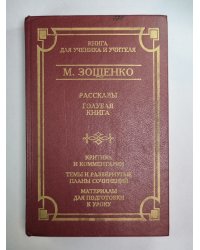 КНИГА
ДЛЯ УЧЕНИКА И УЧИТЕЛЯ
М. ЗОЩЕНКО
РАССКАЗЫ
ГОЛУБАЯ
КНИГА
КРИТИКА
И КОММЕНТАРИИ
ТЕМЫ И РАЗВЕРНУТЫЕ
ПЛАНЫ СОЧИНЕНИЙ
МАТЕРИАЛЫ
ДЛЯ ПОДГОТОВКИ
К УРОКУ